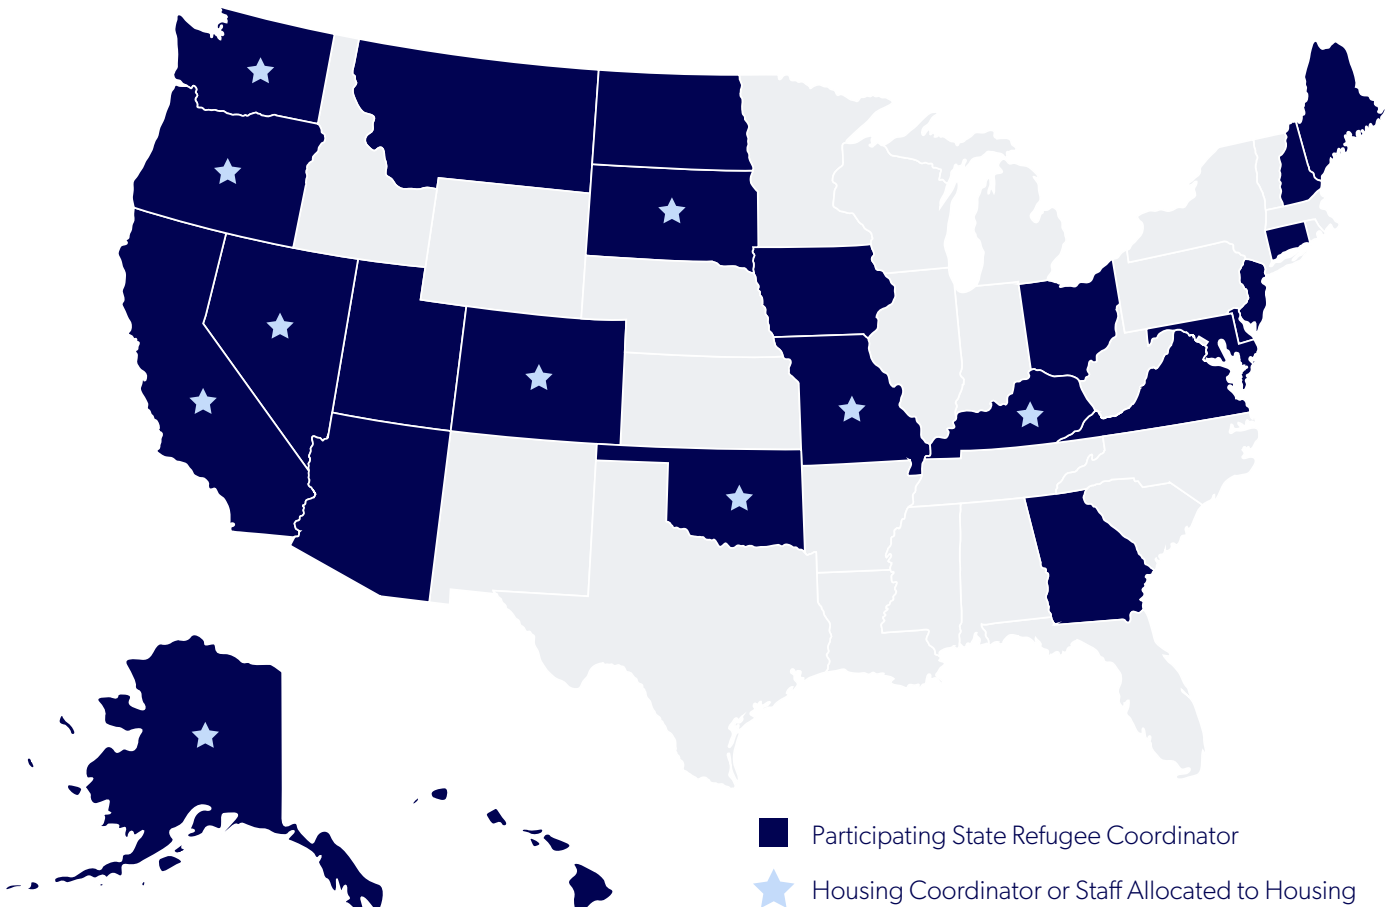 Participating State Refugee Coordinator
Housing Coordinator or Staff Allocated to Housing